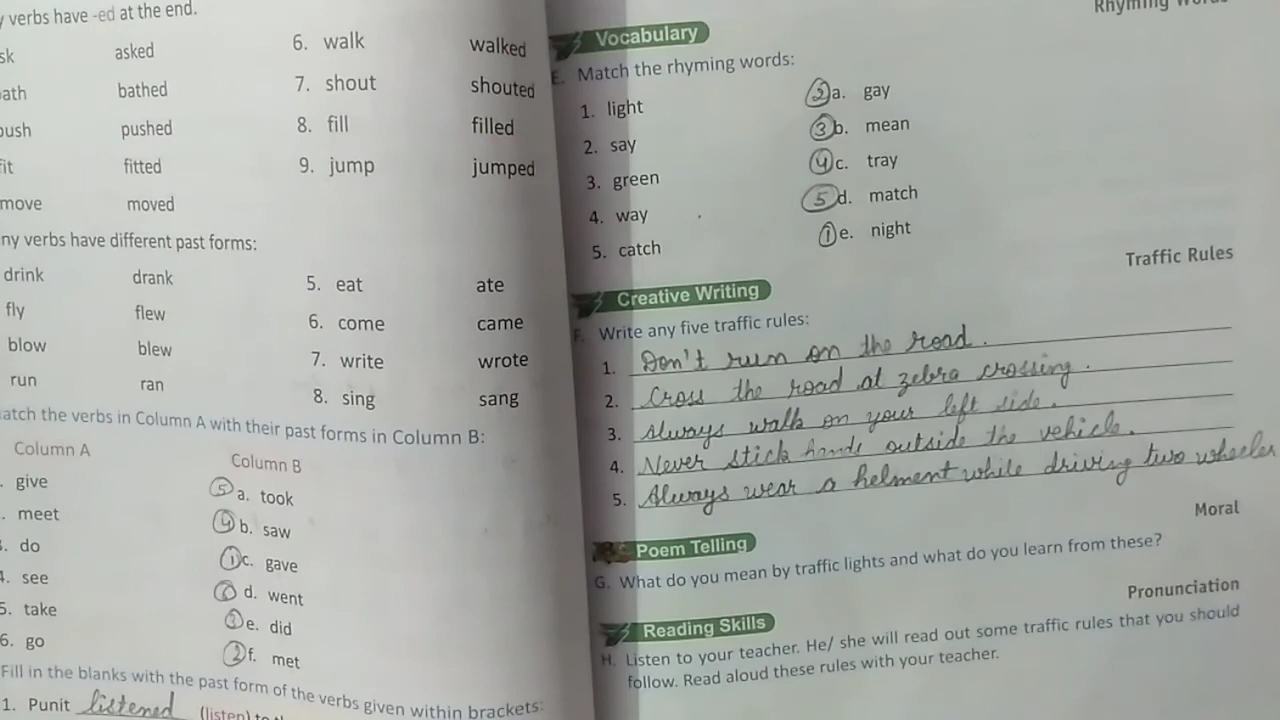 verbs have -ed at the end.
asked
6. walk walked
bathed
7. shout shouted
pushed
8. fill filled
fitted
9. jump jumped
move moved
verbs have different past forms:
drink drank 5. eat ate
fly flew 6. come came
blow blew 7. write wrote
run ran 8. sing sang
the verbs in Column A with their past forms in Column B:
Column A Column B
give 5 a. took
meet 4 b. saw
do 1 c. gave
4. see 6 d. went
5. take 3 e. did
6. go 2 f. met
Fill in the blanks with the past form of the verbs given within brackets:
1. Punit listened (listen)
Rhyming Words
Vocabulary
E. Match the rhyming words:
1. light 2 a. gay
2. say 3 b. mean
3. green 4 c. tray
4. way 5 d. match
5. catch 1 e. night
Traffic Rules
Creative Writing
F. Write any five traffic rules:
1. Don't run on the road.
2. Cross the road at zebra crossing.
3. Always walk on your left side.
4. Never stick hands outside the vehicle.
5. Always wear a helment while driving two wheeler
Moral
Poem Telling
G. What do you mean by traffic lights and what do you learn from these?
Pronunciation
Reading Skills
H. Listen to your teacher. He/ she will read out some traffic rules that you should
follow. Read aloud these rules with your teacher.